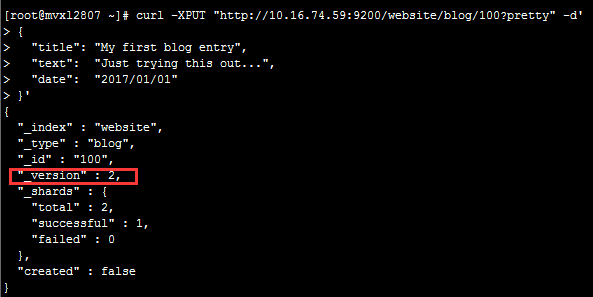 [root@mvxl2807 ~]# curl -XPUT "http://10.16.74.59:9200/website/blog/100?pretty" -d'
> {
>   "title": "My first blog entry",
>   "text":  "Just trying this out...",
>   "date":  "2017/01/01"
> }'
{
  "_index" : "website",
  "_type" : "blog",
  "_id" : "100",
  "_version" : 2,
  "_shards" : {
    "total" : 2,
    "successful" : 1,
    "failed" : 0
  },
  "created" : false
}